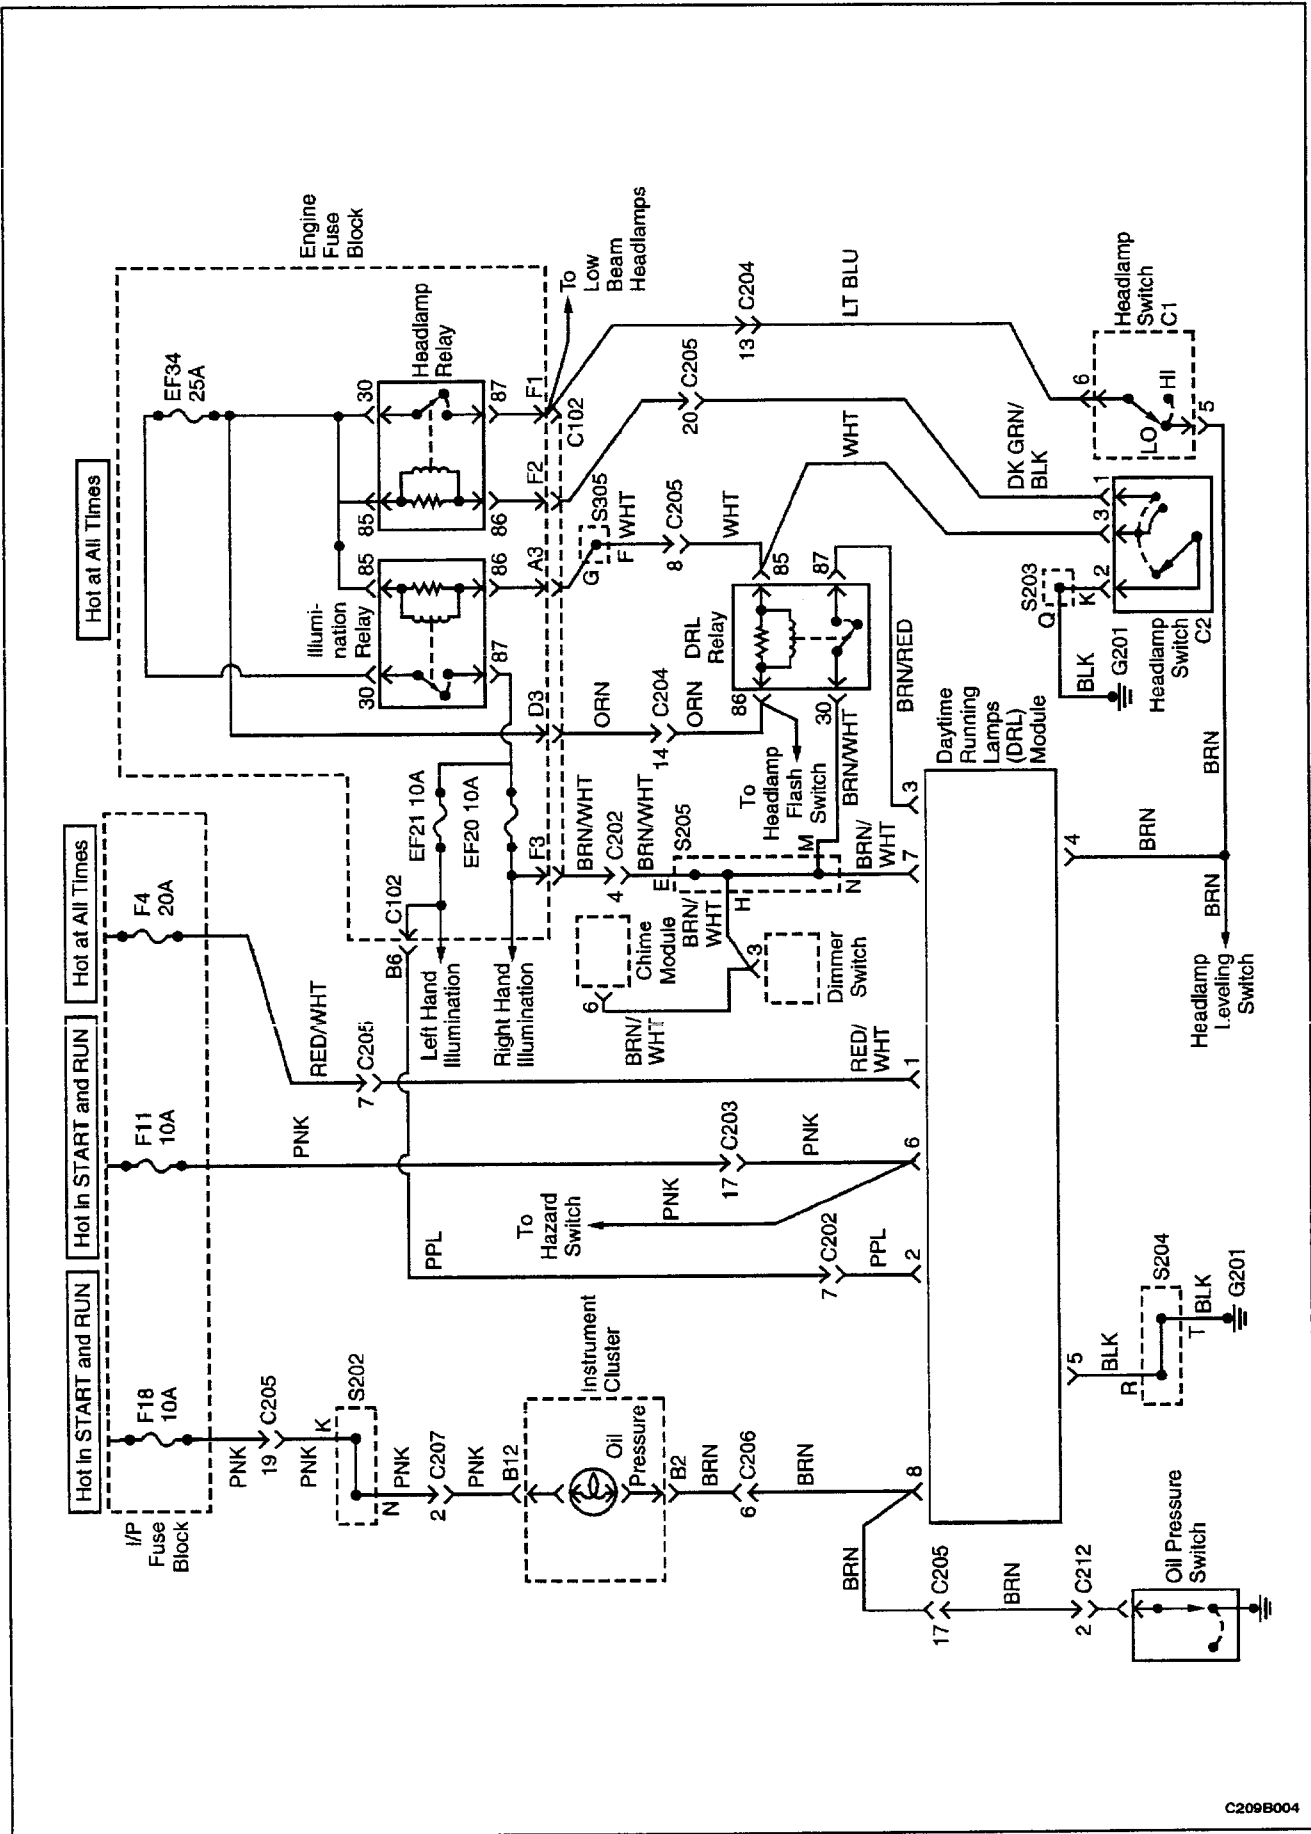 Hot in START and RUN
Hot in START and RUN
Hot at All Times
Hot at All Times
I/P
Fuse
Block
F18
10A
F11
10A
F4
20A
EF34
25A
Engine
Fuse
Block
PNK
19
C205
PNK
K
S202
N
PNK
2
C207
PNK
B12
Instrument
Cluster
Oil
Pressure
B2
BRN
6
C206
BRN
8
BRN
17
C205
BRN
2
C212
Oil Pressure
Switch
PNK
17
C203
PNK
6
PNK
To
Hazard
Switch
PPL
7
C202
PPL
2
RED/WHT
7
C205
RED/
WHT
1
B6
C102
Left Hand
Illumination
Right Hand
Illumination
EF21 10A
EF20 10A
F3
BRN/WHT
4
C202
BRN/WHT
E
S205
H
M
N
BRN/
WHT
Chime
Module
6
BRN/
WHT
3
Dimmer
Switch
BRN/
WHT
7
Illumi-
nation
Relay
30
87
85
86
Headlamp
Relay
85
86
30
87
D3
A3
F2
F1
C102
To
Low
Beam
Headlamps
ORN
14
C204
ORN
G
S305
F
WHT
8
C205
WHT
20
C205
13
C204
LT BLU
DRL
Relay
86
85
30
87
To
Headlamp
Flash
Switch
BRN/WHT
BRN/RED
3
WHT
DK GRN/
BLK
Daytime
Running
Lamps
(DRL)
Module
S203
Q
K
BLK
G201
2
3
1
Headlamp
Switch
C2
Headlamp
Switch
C1
6
LO
HI
5
BRN
4
BRN
BRN
Headlamp
Leveling
Switch
5
BLK
R
S204
T
BLK
G201
C209B004